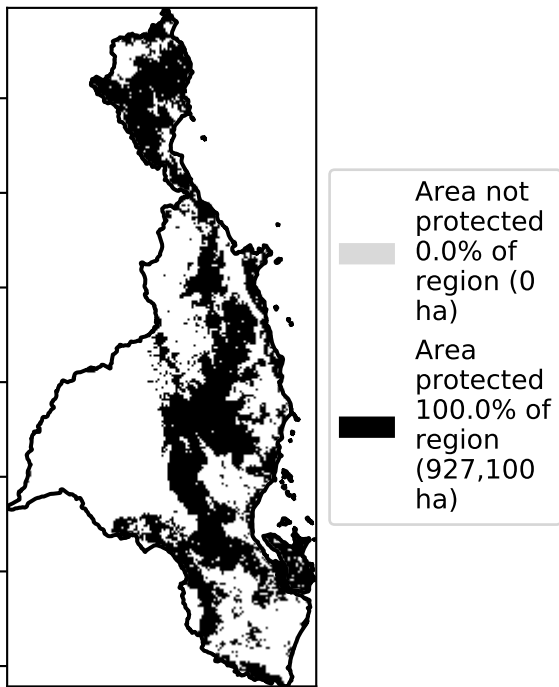 Area not
protected
0.0% of
region (0
ha)
Area
protected
100.0% of
region
(927,100
ha)